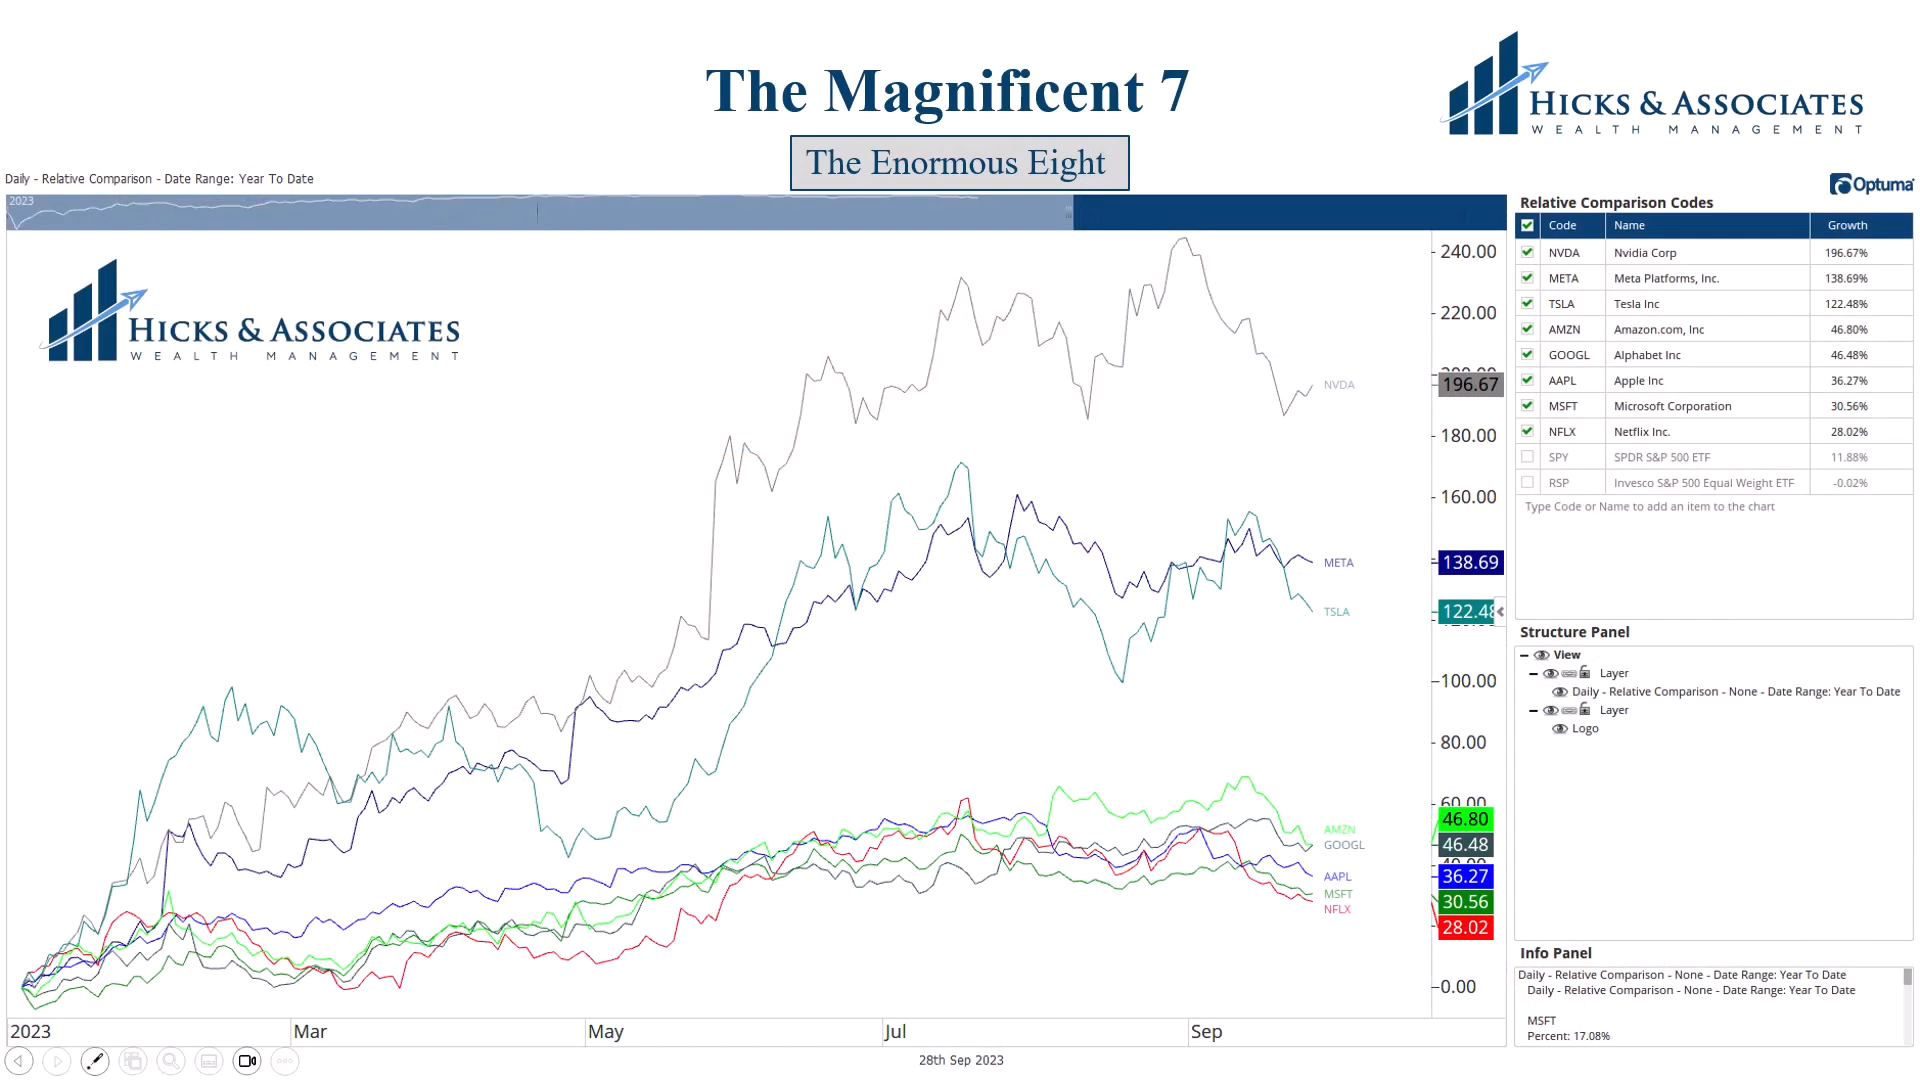 The Magnificent 7
The Enormous Eight
HICKS & ASSOCIATES
WEALTH MANAGEMENT
Daily - Relative Comparison - Date Range: Year To Date
Optuma
2023
HICKS & ASSOCIATES
WEALTH MANAGEMENT
240.00
220.00
196.67
180.00
160.00
138.69
122.48
100.00
80.00
60.00
46.80
46.48
40.00
36.27
30.56
28.02
0.00
NVDA
META
TSLA
AMZN
GOOGL
AAPL
MSFT
NFLX
2023 Mar May Jul Sep
28th Sep 2023
Relative Comparison Codes
Code Name Growth
NVDA Nvidia Corp 196.67%
META Meta Platforms, Inc. 138.69%
TSLA Tesla Inc 122.48%
AMZN Amazon.com, Inc 46.80%
GOOGL Alphabet Inc 46.48%
AAPL Apple Inc 36.27%
MSFT Microsoft Corporation 30.56%
NFLX Netflix Inc. 28.02%
SPY SPDR S&P 500 ETF 11.88%
RSP Invesco S&P 500 Equal Weight ETF -0.02%
Type Code or Name to add an item to the chart
Structure Panel
View
Layer
Daily - Relative Comparison - None - Date Range: Year To Date
Layer
Logo
Info Panel
Daily - Relative Comparison - None - Date Range: Year To Date
Daily - Relative Comparison - None - Date Range: Year To Date
MSFT
Percent: 17.08%